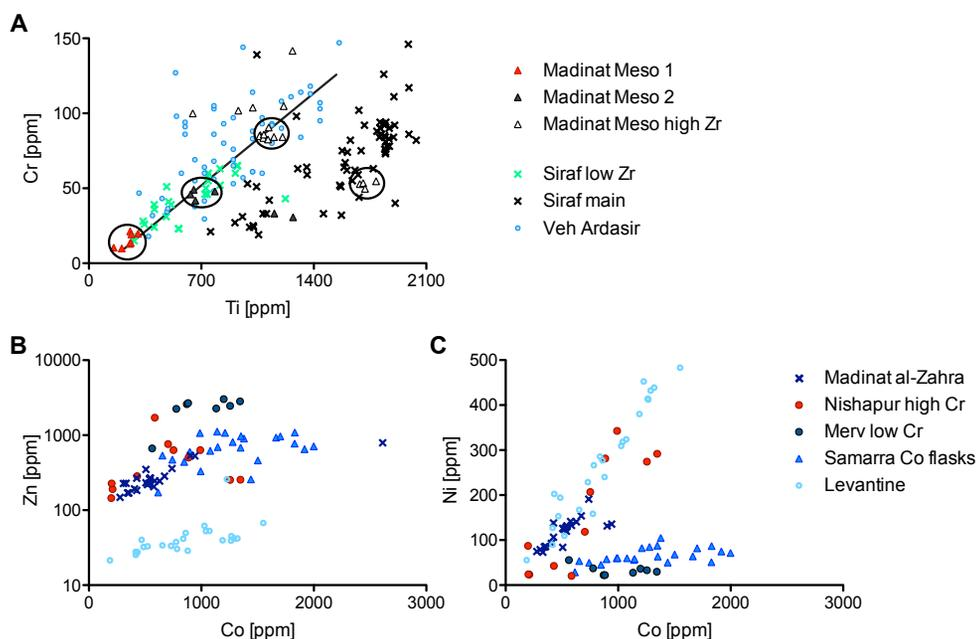 A
Cr [ppm]
150
100
50
0
0 700 1400 2100
Ti [ppm]
Madinat Meso 1
Madinat Meso 2
Madinat Meso high Zr
Siraf low Zr
Siraf main
Veh Ardasir
B
Zn [ppm]
10000
1000
100
10
0 1000 2000 3000
Co [ppm]
C
Ni [ppm]
500
400
300
200
100
0
0 1000 2000 3000
Co [ppm]
Madinat al-Zahra
Nishapur high Cr
Merv low Cr
Samarra Co flasks
Levantine